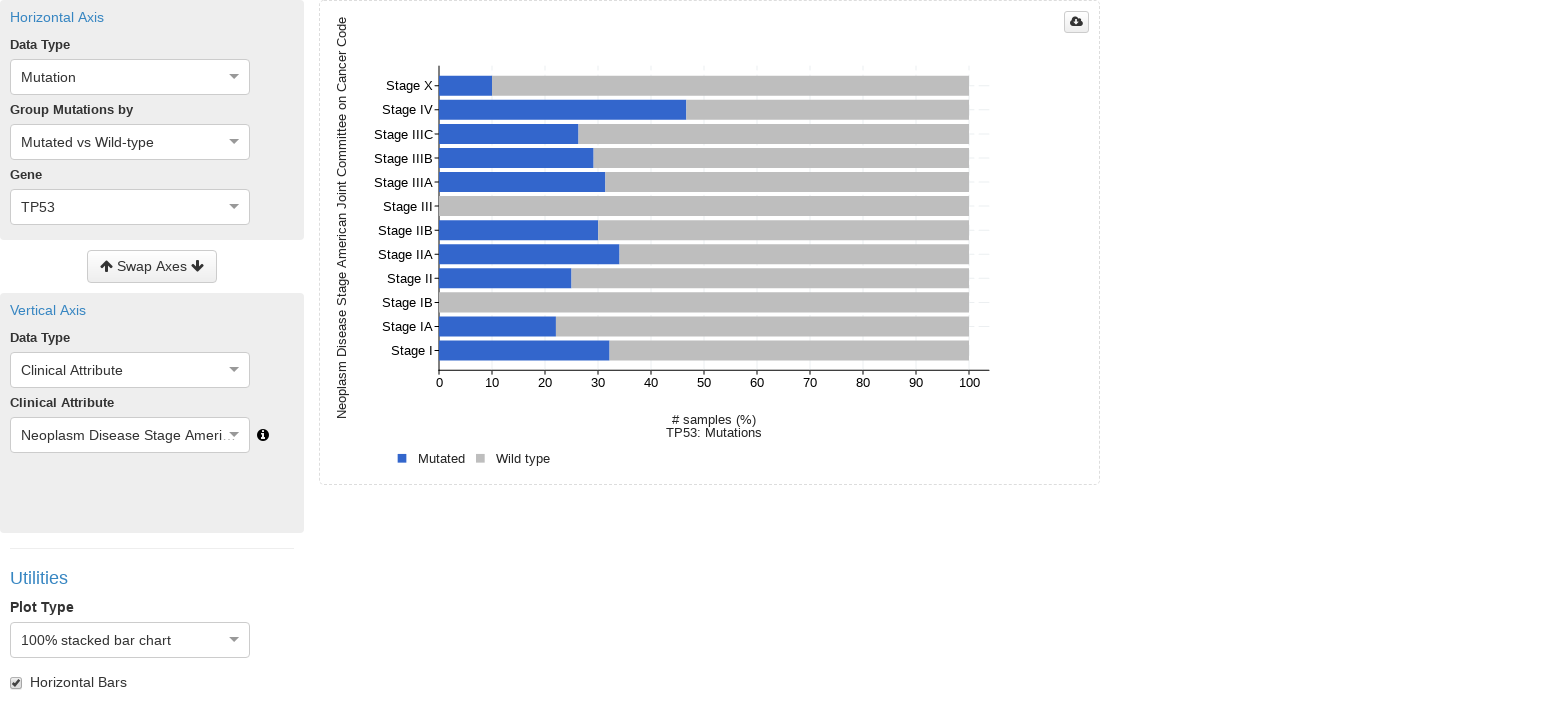 Horizontal Axis
Data Type
Mutation
Group Mutations by
Mutated vs Wild-type
Gene
TP53
Swap Axes
Vertical Axis
Data Type
Clinical Attribute
Clinical Attribute
Neoplasm Disease Stage Ameri...
Utilities
Plot Type
100% stacked bar chart
Horizontal Bars
Neoplasm Disease Stage American Joint Committee on Cancer Code
Stage X
Stage IV
Stage IIIC
Stage IIIB
Stage IIIA
Stage III
Stage IIB
Stage IIA
Stage II
Stage IB
Stage IA
Stage I
0 10 20 30 40 50 60 70 80 90 100
# samples (%)
TP53: Mutations
Mutated Wild type